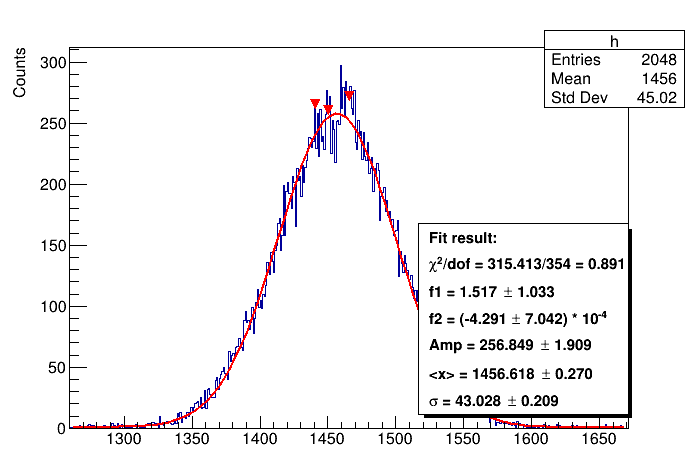 h
Entries 2048
Mean 1456
Std Dev 45.02
Counts
300
250
200
150
100
50
0
Fit result:
χ²/dof = 315.413/354 = 0.891
f1 = 1.517 ± 1.033
f2 = (-4.291 ± 7.042) * 10⁻⁴
Amp = 256.849 ± 1.909
<x> = 1456.618 ± 0.270
σ = 43.028 ± 0.209
1300 1350 1400 1450 1500 1550 1600 1650